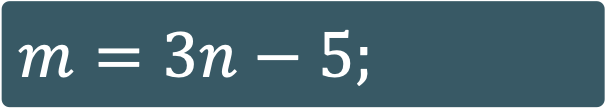 m = 3n − 5;